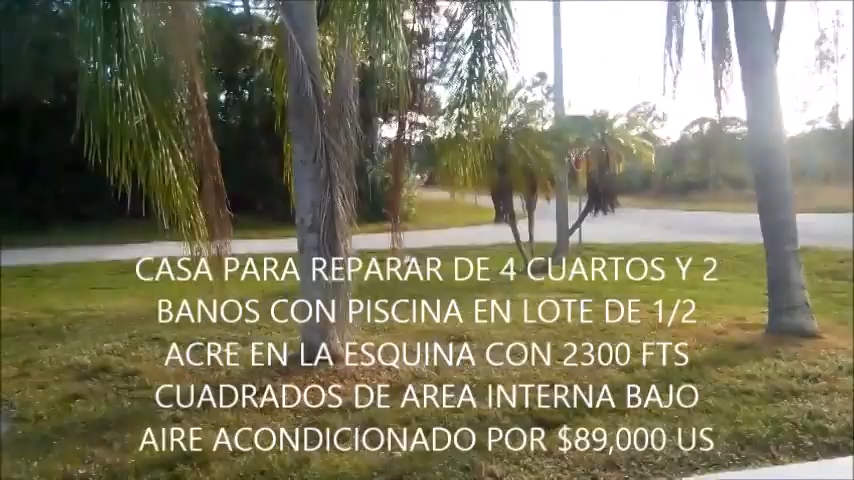 CASA PARA REPARAR DE 4 CUARTOS Y 2
BANOS CON PISCINA EN LOTE DE 1/2
ACRE EN LA ESQUINA CON 2300 FTS
CUADRADOS DE AREA INTERNA BAJO
AIRE ACONDICIONADO POR $89,000 US